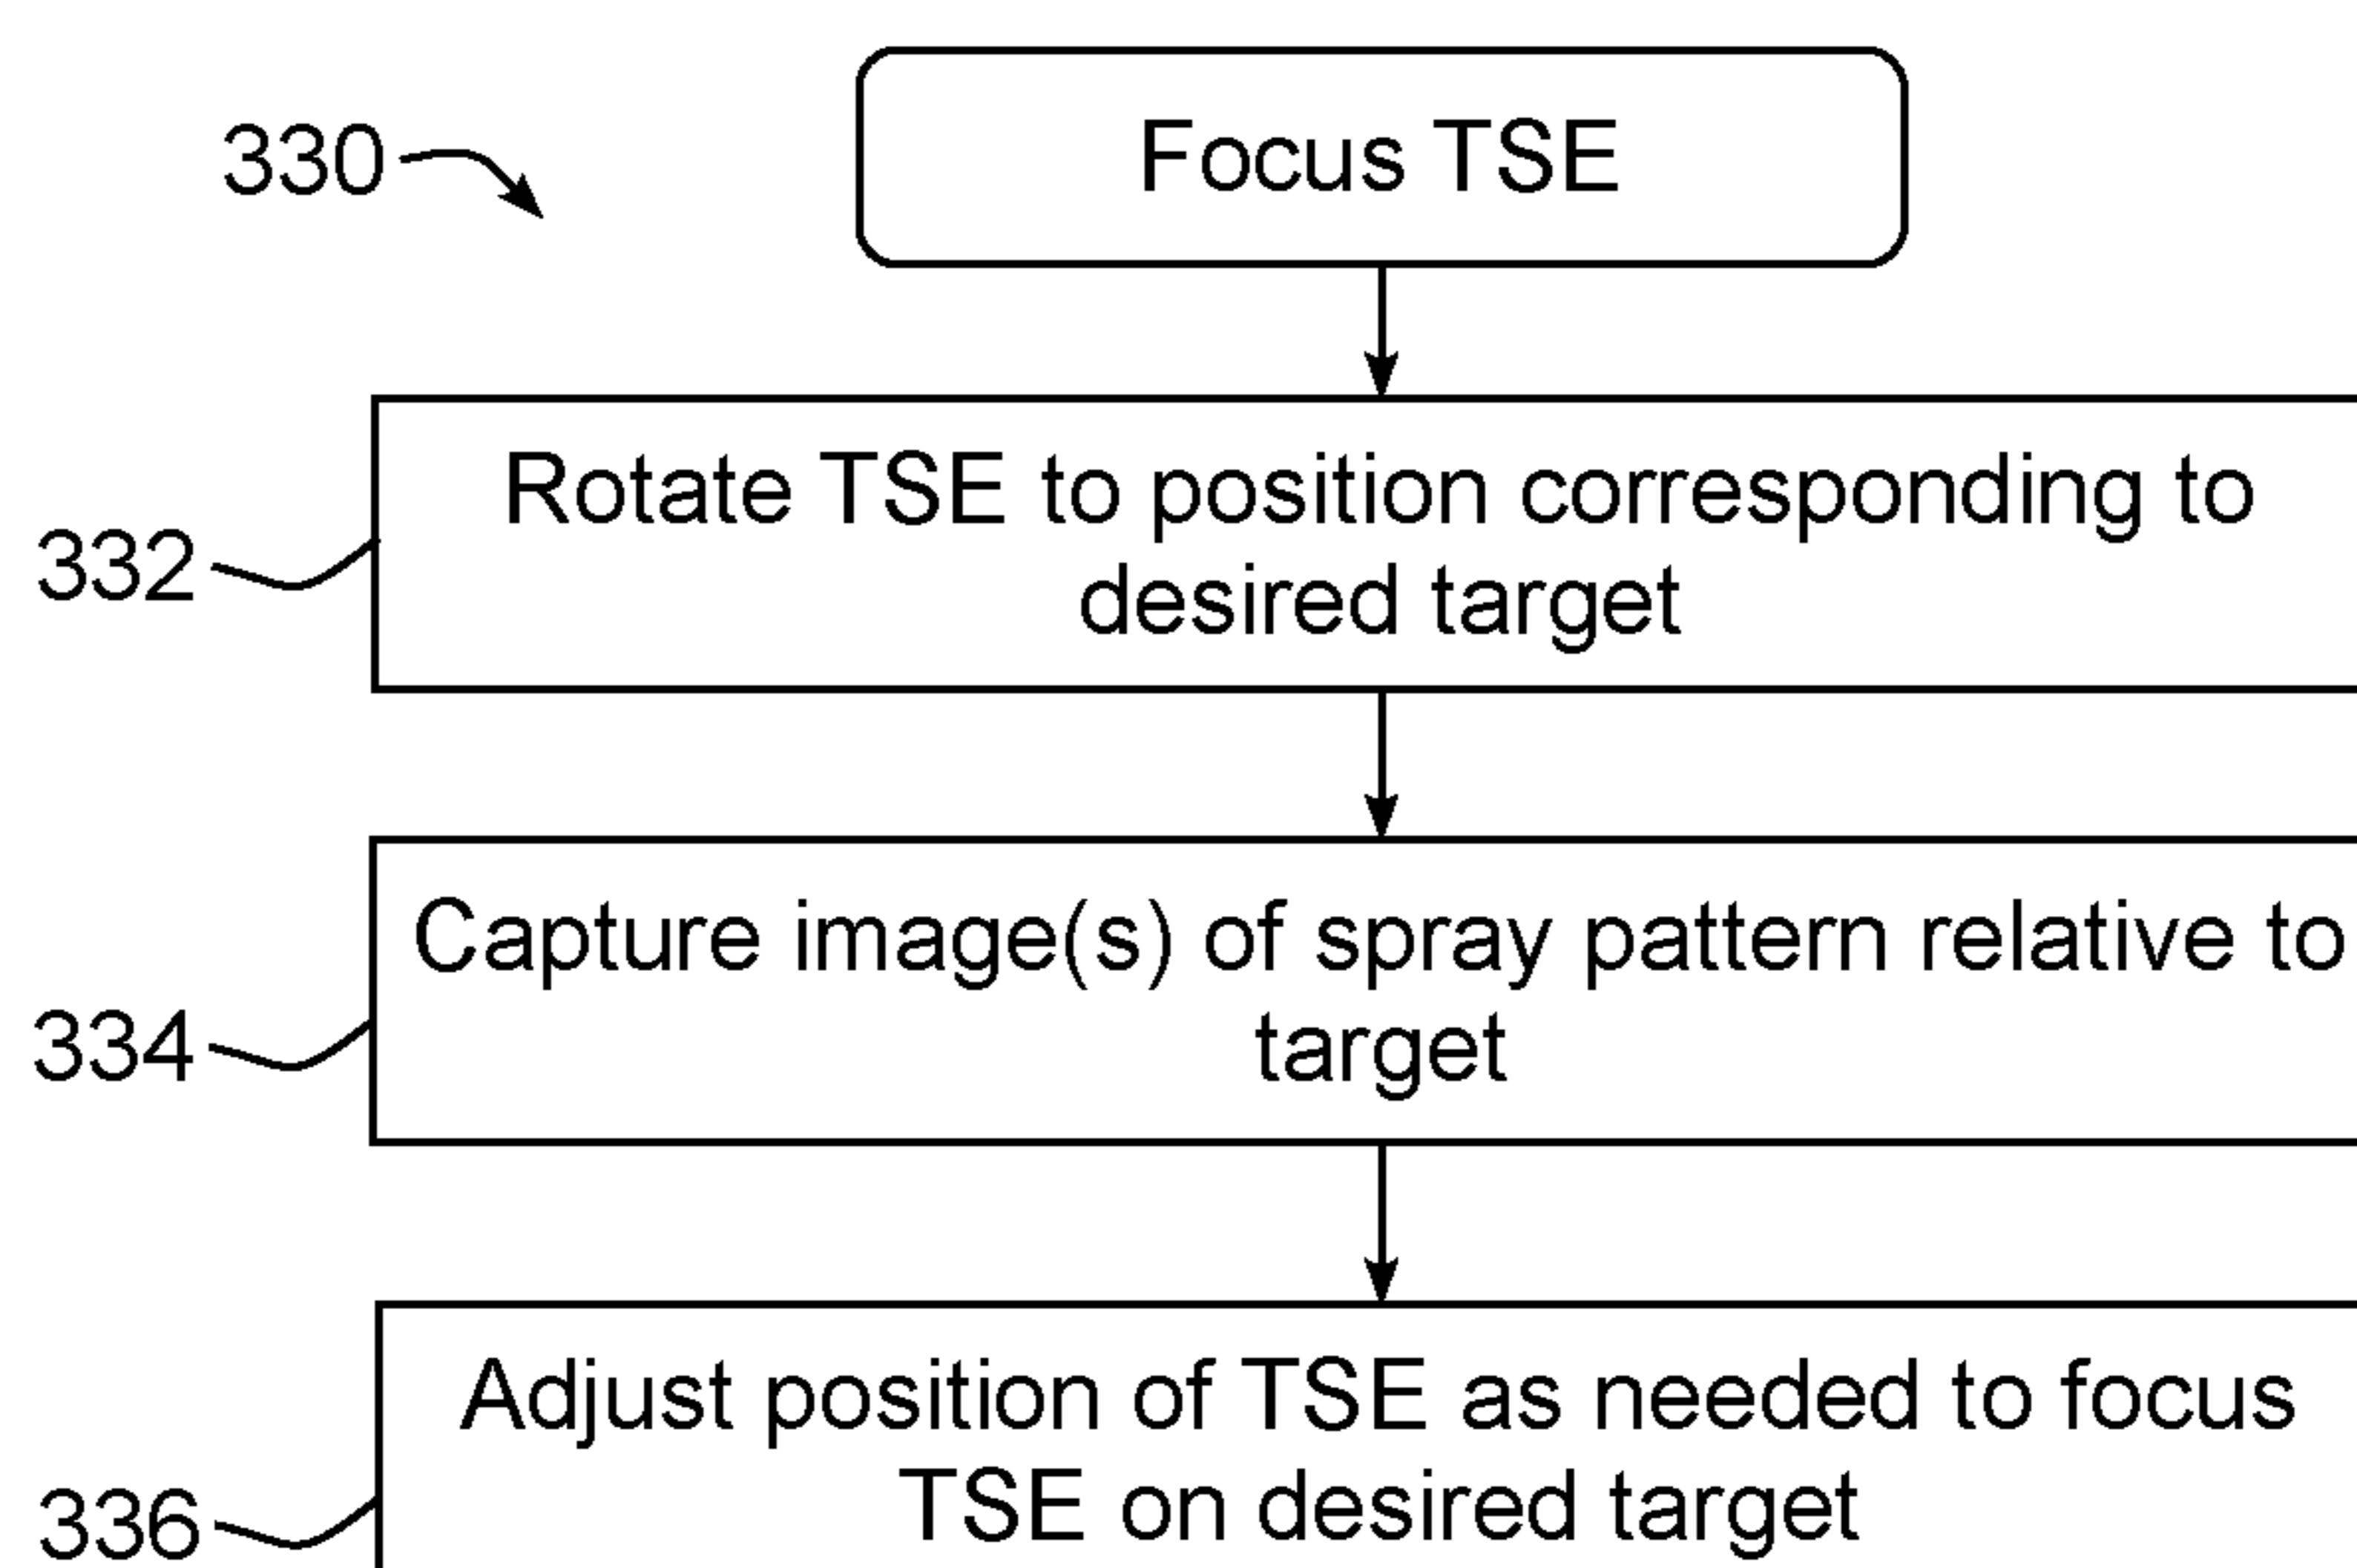 330
Focus TSE
Rotate TSE to position corresponding to
desired target
332
Capture image(s) of spray pattern relative to
target
334
Adjust position of TSE as needed to focus
TSE on desired target
336